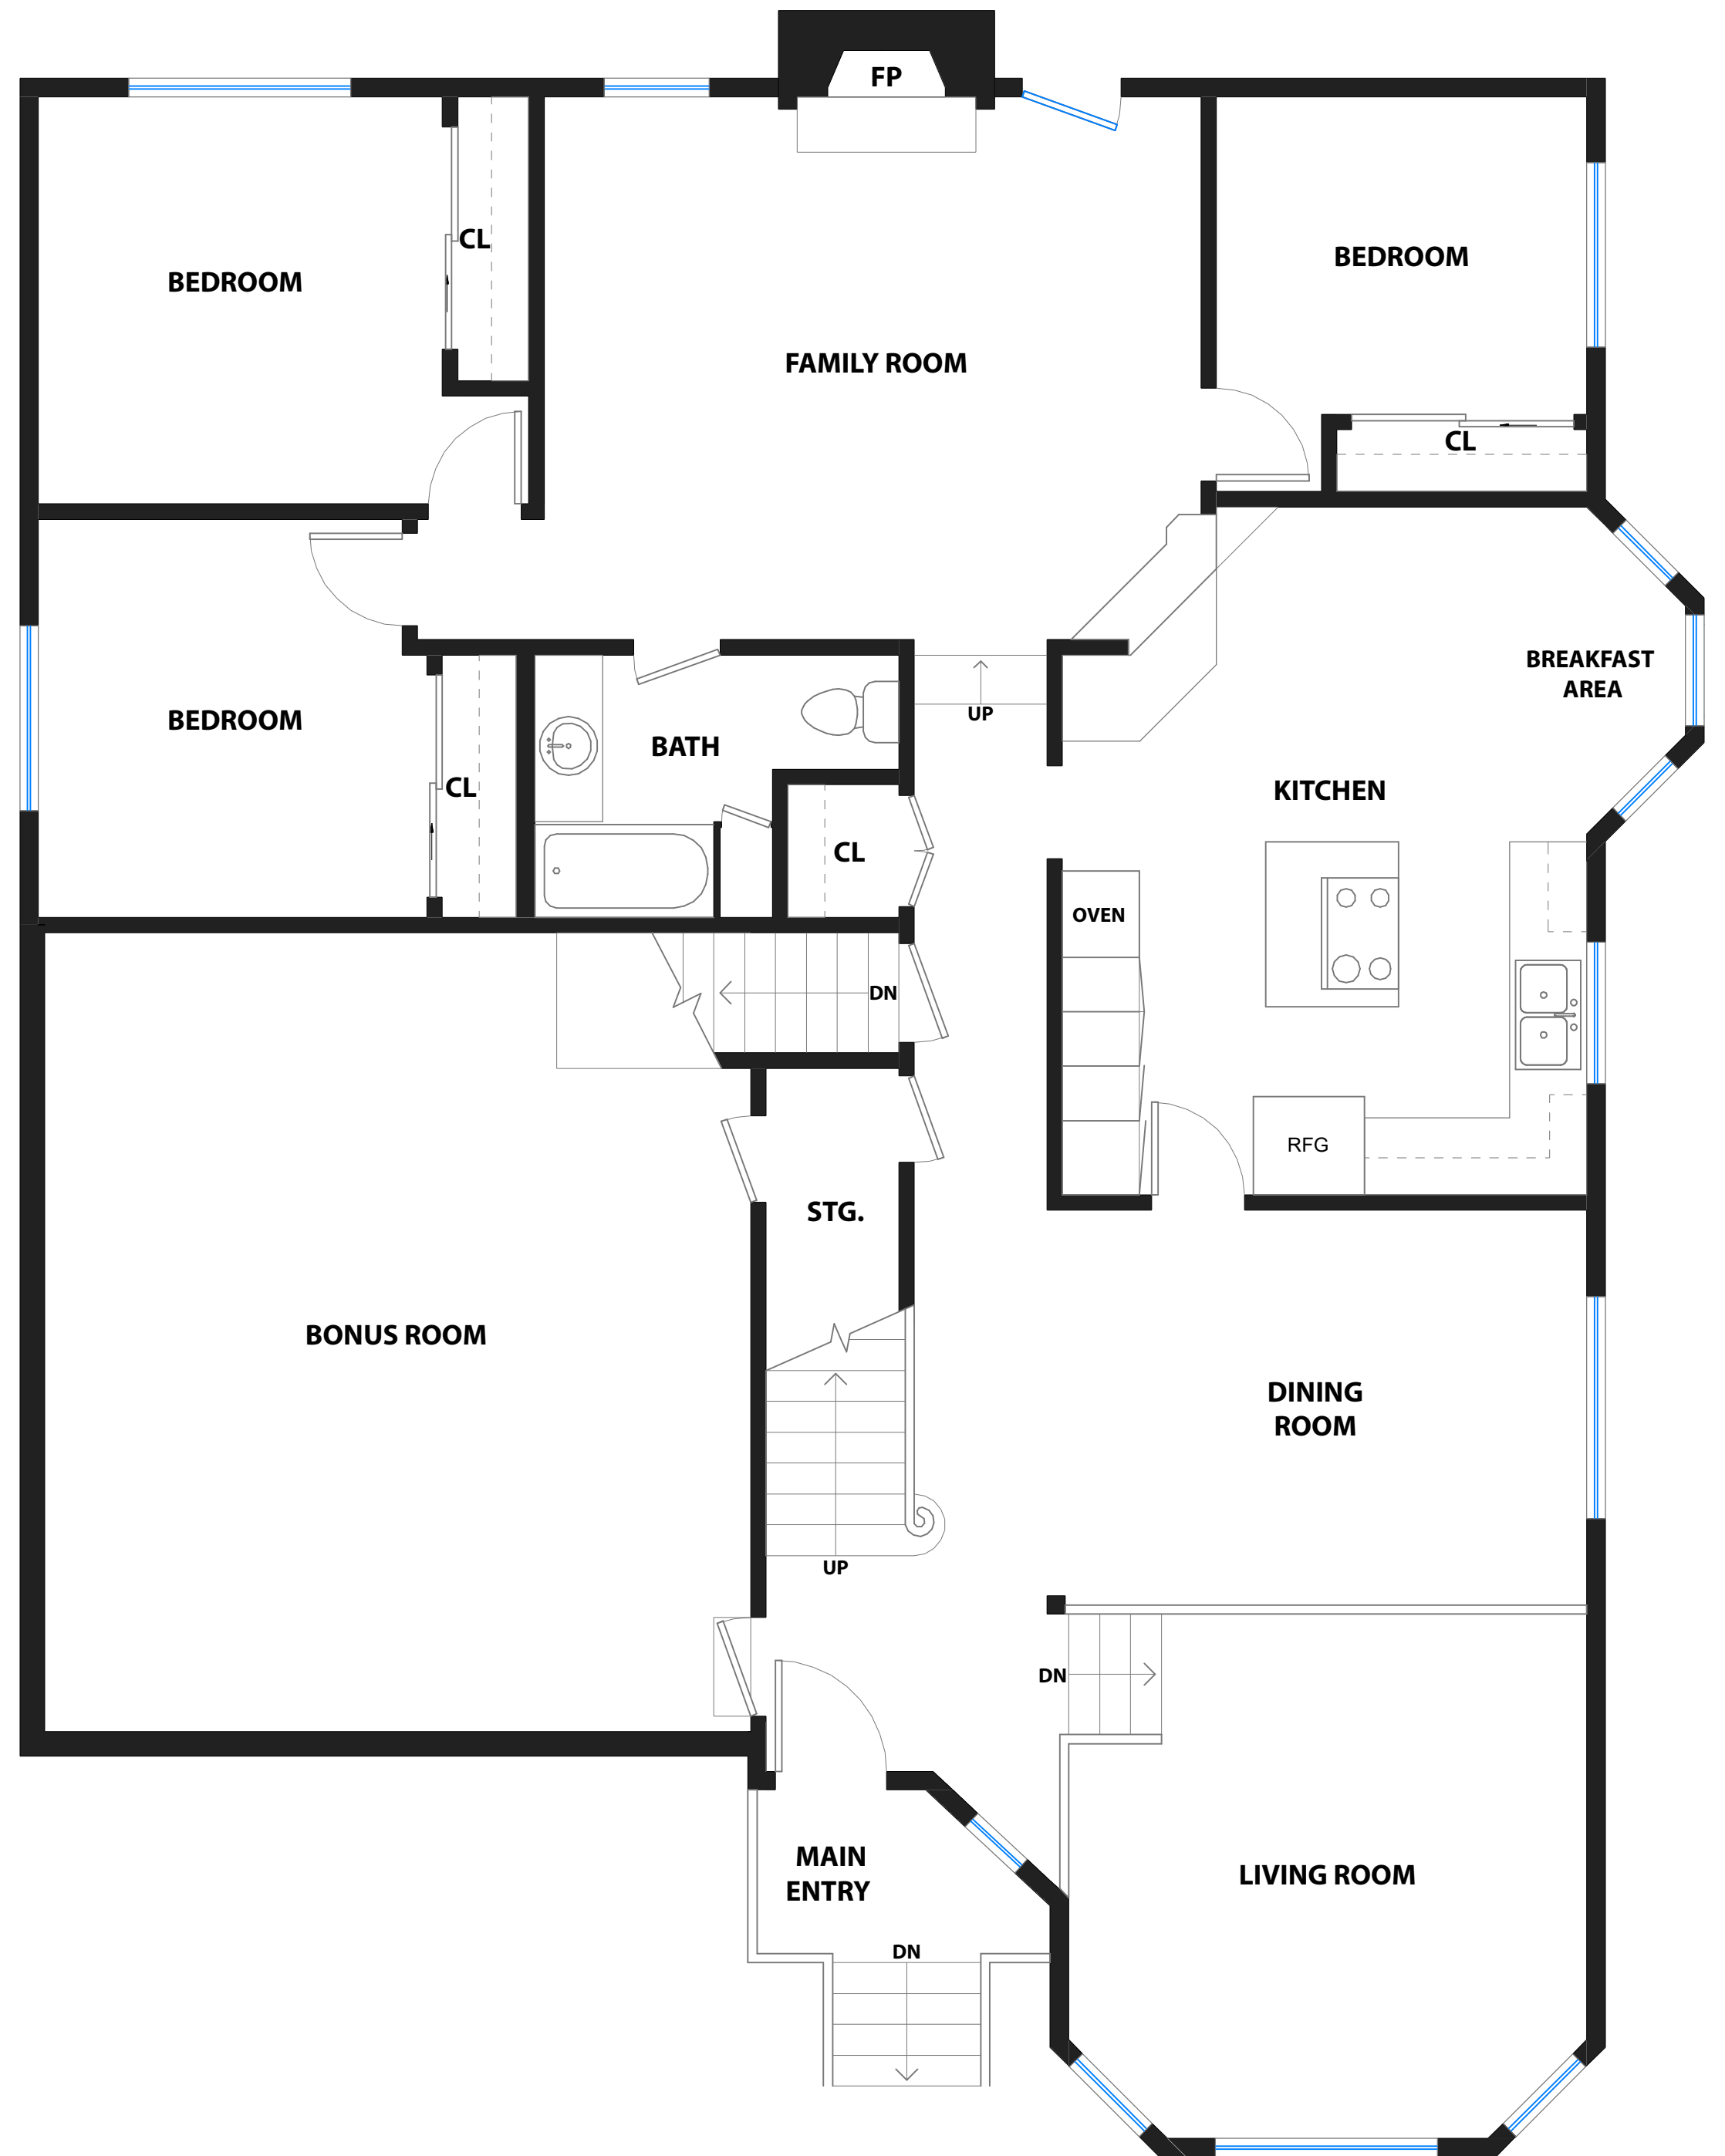 FP
CL
BEDROOM
BEDROOM
FAMILY ROOM
CL
BREAKFAST
AREA
BEDROOM
UP
BATH
CL
KITCHEN
CL
OVEN
DN
RFG
STG.
BONUS ROOM
DINING
ROOM
UP
DN
MAIN
ENTRY
LIVING ROOM
DN